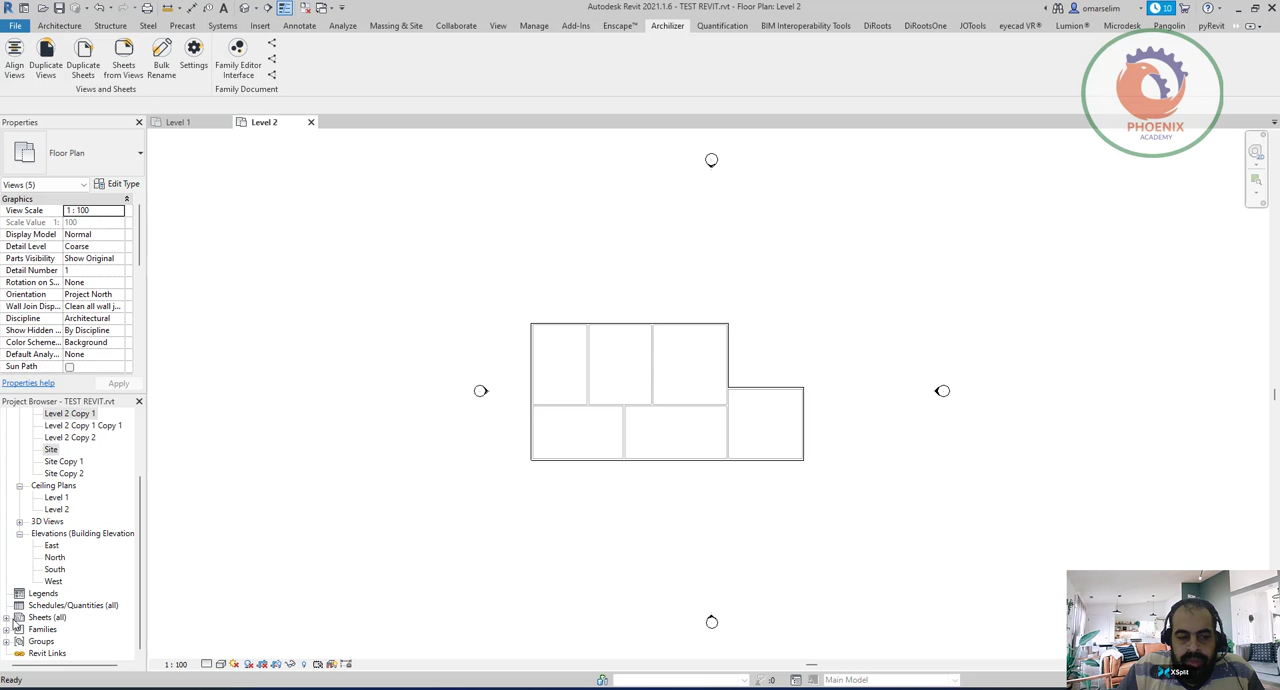 Autodesk Revit 2021.1.6 - TEST REVIT.rvt - Floor Plan: Level 2
omarselim
10
File
Architecture
Structure
Steel
Precast
Systems
Insert
Annotate
Analyze
Massing & Site
Collaborate
View
Manage
Add-Ins
Enscape™
Archilizer
Quantification
BIM Interoperability Tools
DiRoots
DiRootsOne
JOTools
eyecad VR®
Lumion®
Microdesk
Pangolin
pyRevit
Align Views
Duplicate Views
Duplicate Sheets
Sheets from Views
Bulk Rename
Settings
Family Editor Interface
Views and Sheets
Family Document
PHOENIX
ACADEMY
Properties
Level 1
Level 2
Floor Plan
Views (5)
Edit Type
Graphics
View Scale 1 : 100
Scale Value 1: 100
Display Model Normal
Detail Level Coarse
Parts Visibility Show Original
Detail Number 1
Rotation on S... None
Orientation Project North
Wall Join Disp... Clean all wall j...
Discipline Architectural
Show Hidden ... By Discipline
Color Scheme... Background
Default Analy... None
Sun Path
Properties help
Apply
Project Browser - TEST REVIT.rvt
Level 2 Copy 1
Level 2 Copy 1 Copy 1
Level 2 Copy 2
Site
Site Copy 1
Site Copy 2
Ceiling Plans
Level 1
Level 2
3D Views
Elevations (Building Elevation
East
North
South
West
Legends
Schedules/Quantities (all)
Sheets (all)
Families
Groups
Revit Links
1 : 100
Ready
:0
Main Model
XSplit